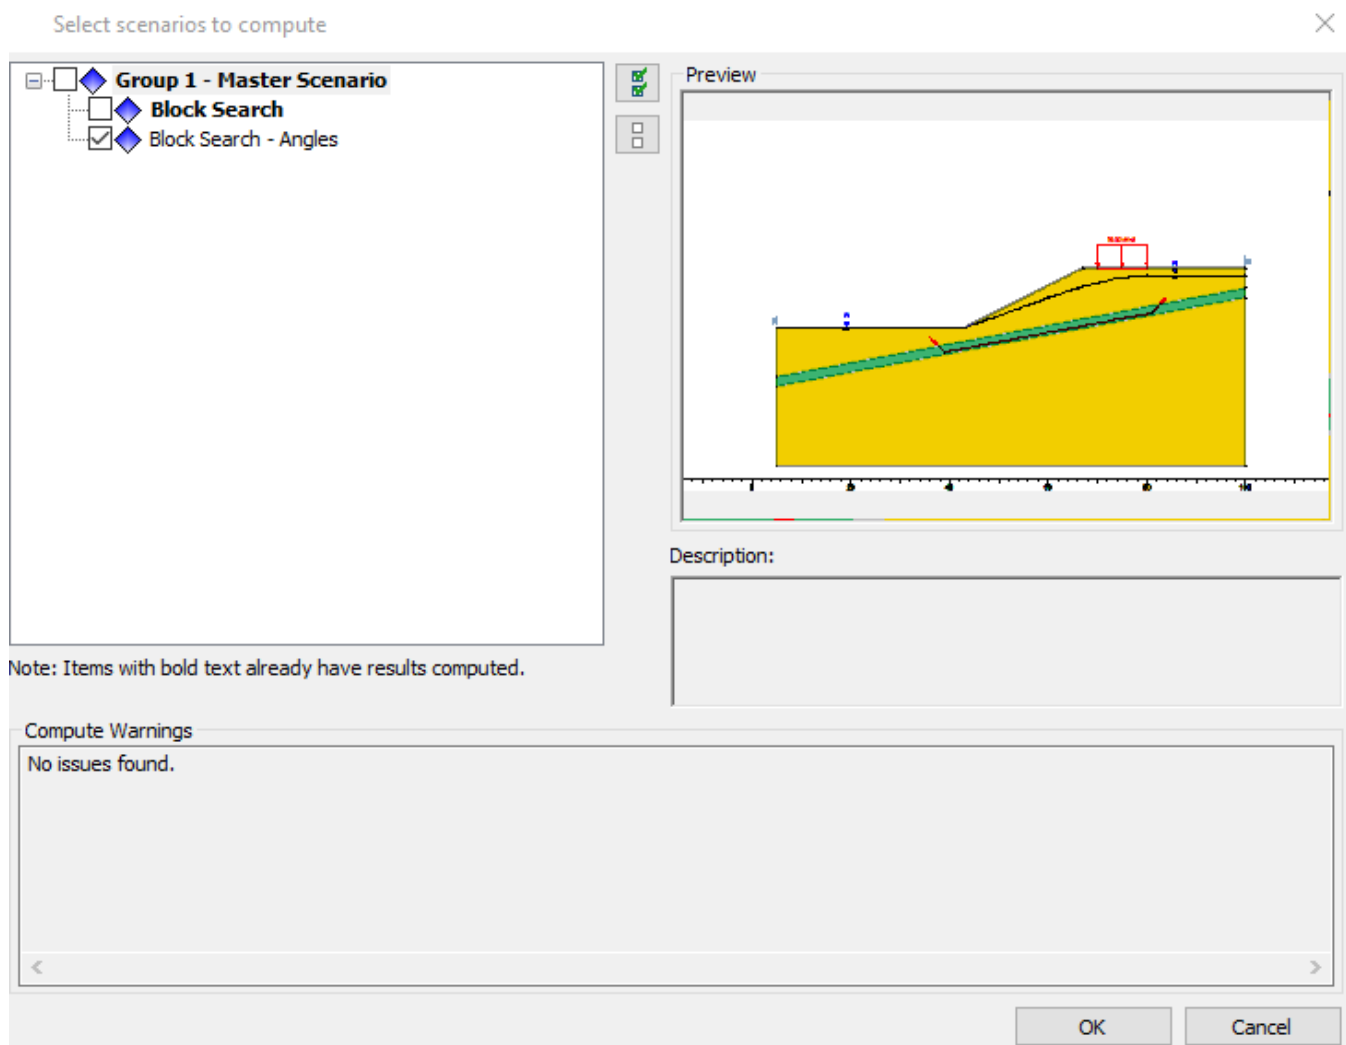 Select scenarios to compute
Group 1 - Master Scenario
Block Search
Block Search - Angles
Preview
Description:
Note: Items with bold text already have results computed.
Compute Warnings
No issues found.
OK
Cancel